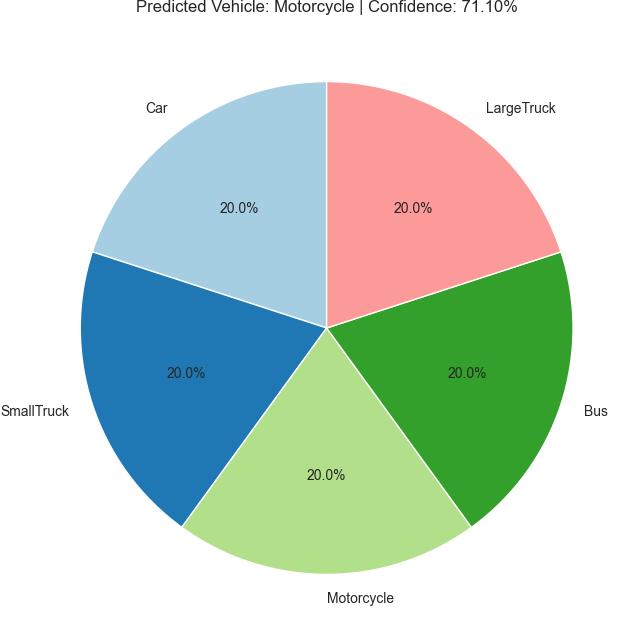 Predicted Vehicle: Motorcycle | Confidence: 71.10%
Car
LargeTruck
20.0%
20.0%
20.0%
20.0%
SmallTruck
Bus
20.0%
Motorcycle